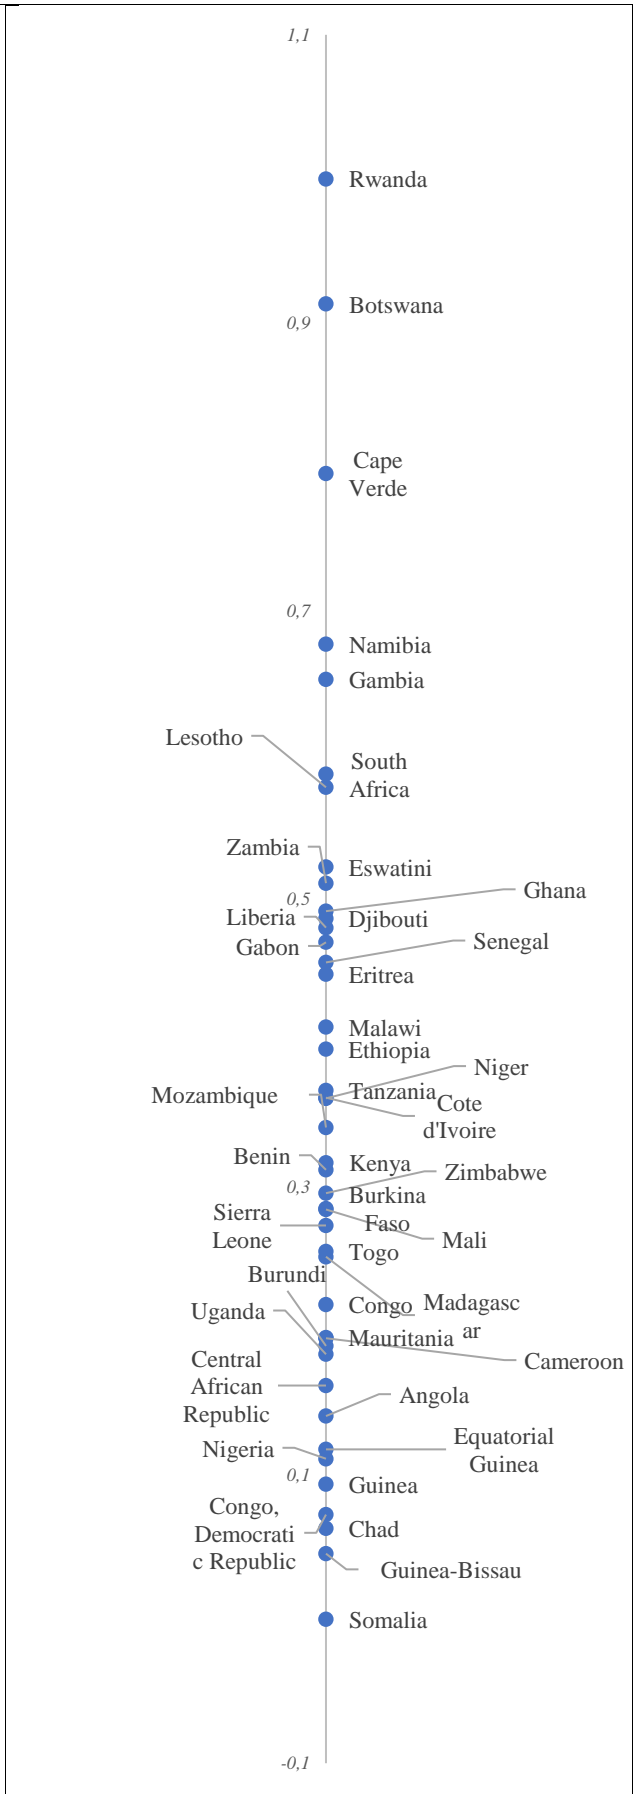 1,1
Rwanda
Botswana
0,9
Cape
Verde
0,7
Namibia
Gambia
Lesotho
South
Africa
Zambia
Eswatini
Ghana
0,5
Liberia
Djibouti
Gabon
Senegal
Eritrea
Malawi
Ethiopia
Niger
Tanzania
Mozambique
Cote
d'Ivoire
Benin
Kenya
Zimbabwe
0,3
Burkina
Faso
Sierra
Leone
Mali
Togo
Burundi
Congo
Madagasc
ar
Uganda
Mauritania
Cameroon
Central
African
Republic
Angola
Equatorial
Guinea
Nigeria
0,1
Guinea
Congo,
Democrati
c Republic
Chad
Guinea-Bissau
Somalia
-0,1